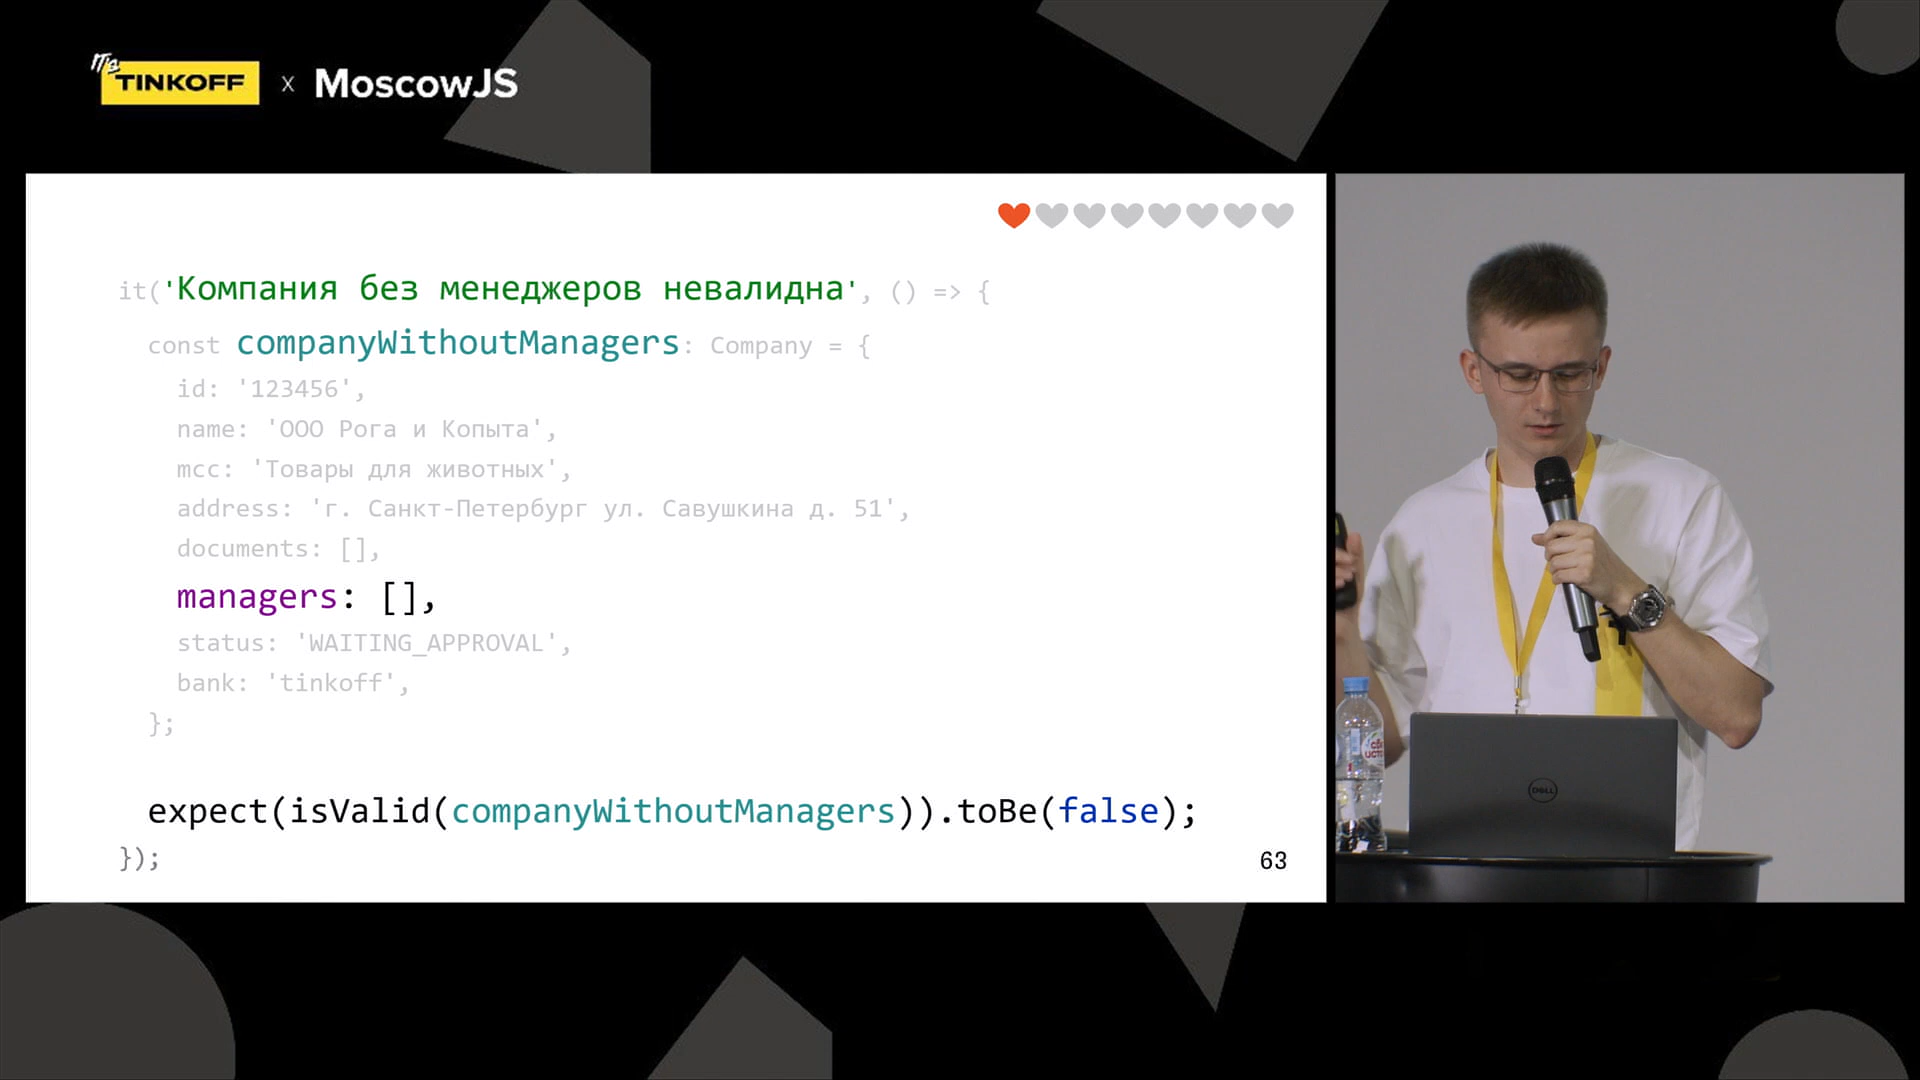 It's
TINKOFF x MoscowJS
it('Компания без менеджеров невалидна', () => {
const companyWithoutManagers: Company = {
id: '123456',
name: 'ООО Рога и Копыта',
mcc: 'Товары для животных',
address: 'г. Санкт-Петербург ул. Савушкина д. 51',
documents: [],
managers: [],
status: 'WAITING_APPROVAL',
bank: 'tinkoff',
};
expect(isValid(companyWithoutManagers)).toBe(false);
});
63
DELL